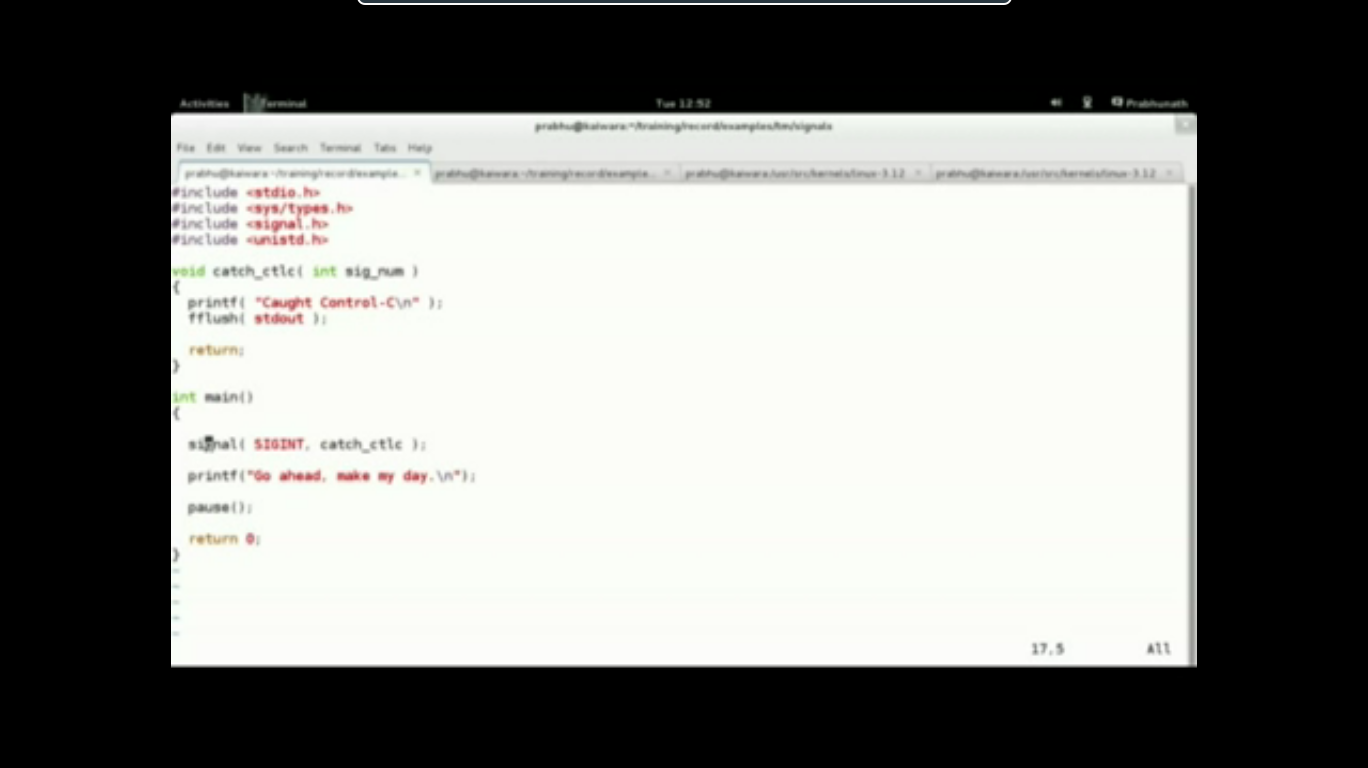 Activities Terminal Tue 12:52 Prabhunath
prabhu@kaiwara:~/training/record/examples/tm/signals
File Edit View Search Terminal Tabs Help
prabhu@kaiwara:~/training/record/example... × prabhu@kaiwara:~/training/record/example... × prabhu@kaiwara:/usr/src/kernels/linux-3.12 × prabhu@kaiwara:/usr/src/kernels/linux-3.12 ×
#include <stdio.h>
#include <sys/types.h>
#include <signal.h>
#include <unistd.h>
void catch_ctlc( int sig_num )
{
printf( "Caught Control-C\n" );
fflush( stdout );
return;
}
int main()
{
signal( SIGINT, catch_ctlc );
printf("Go ahead, make my day.\n");
pause();
return 0;
}
~
~
~
~
~
17,5 All